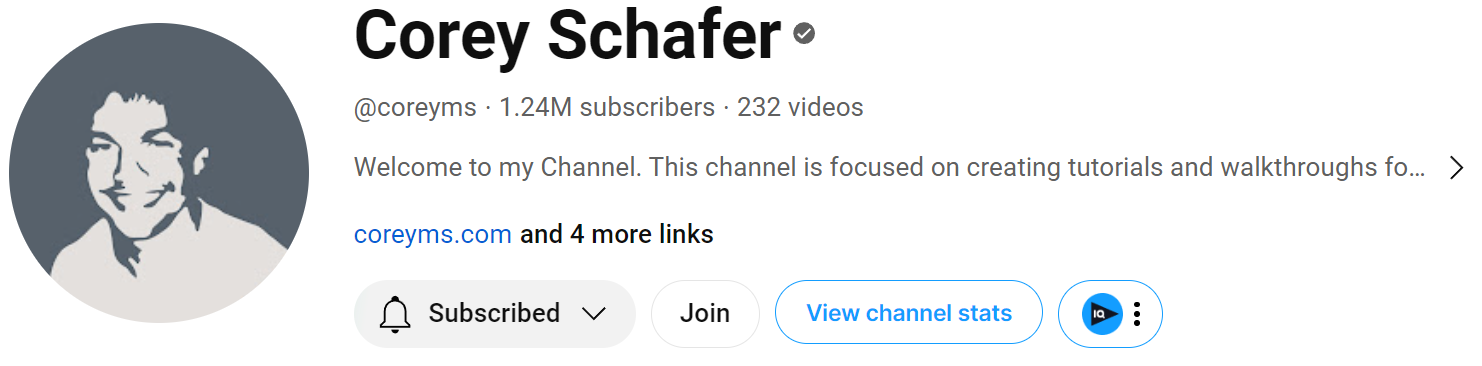 Corey Schafer
@coreyms · 1.24M subscribers · 232 videos
Welcome to my Channel. This channel is focused on creating tutorials and walkthroughs fo...
coreyms.com and 4 more links
Subscribed Join View channel stats IQ